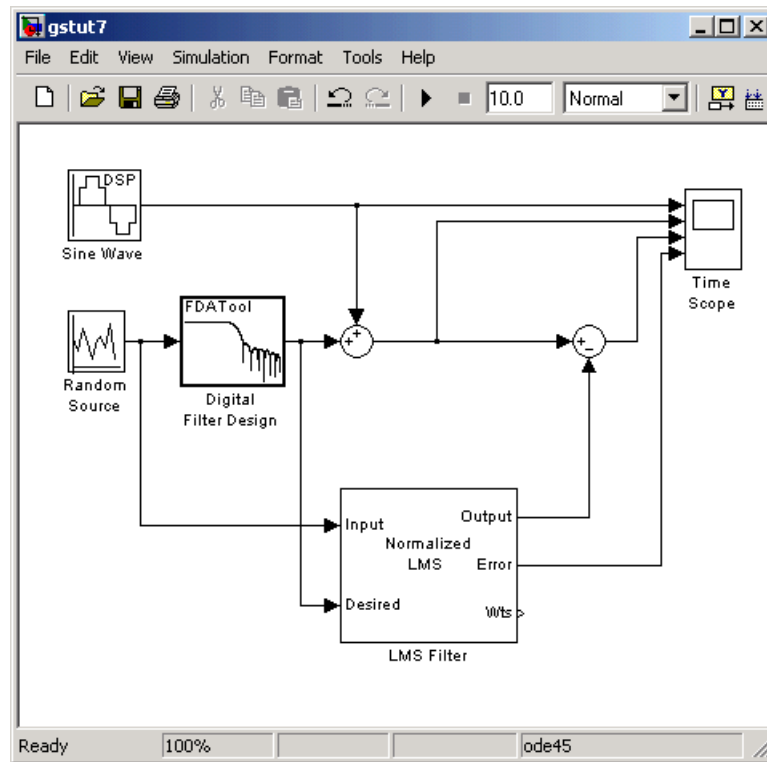 gstut7
File Edit View Simulation Format Tools Help
10.0 Normal
DSP
Sine Wave
Time
Scope
FDATool
Random
Source
Digital
Filter Design
+ +
+ -
Input
Output
Normalized
LMS
Error
Desired
Wts
LMS Filter
Ready 100% ode45